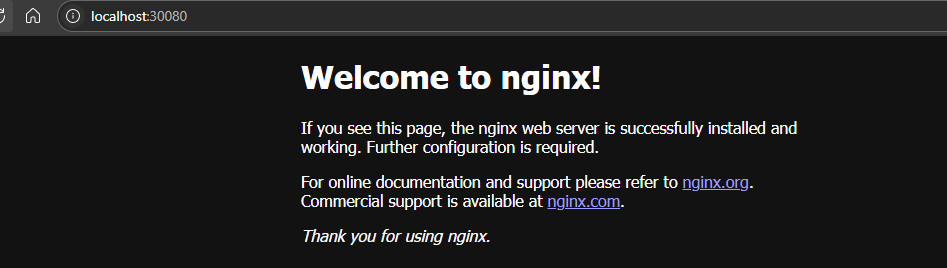 localhost:30080
Welcome to nginx!
If you see this page, the nginx web server is successfully installed and
working. Further configuration is required.
For online documentation and support please refer to nginx.org.
Commercial support is available at nginx.com.
Thank you for using nginx.